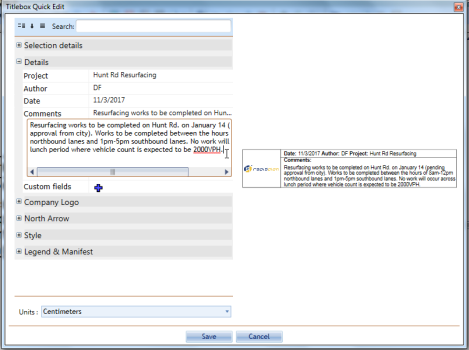 Titlebox Quick Edit
Search:
Selection details
Details
Project Hunt Rd Resurfacing
Author DF
Date 11/3/2017
Comments Resurfacing works to be completed on Hun...
Resurfacing works to be completed on Hunt Rd. on January 14 (
approval from city). Works to be completed between the hours
northbound lanes and 1pm-5pm southbound lanes. No work will
lunch period where vehicle count is expected to be 2000VPH.
Custom fields
Company Logo
North Arrow
Style
Legend & Manifest
Units : Centimeters
Date: 11/3/2017 Author: DF Project: Hunt Rd Resurfacing
Comments:
Resurfacing works to be completed on Hunt Rd. on January 14 (pending
approval from city). Works to be completed between the hours of 8am-12pm
northbound lanes and 1pm-5pm southbound lanes. No work will occur across
lunch period where vehicle count is expected to be 2000VPH.
Save Cancel